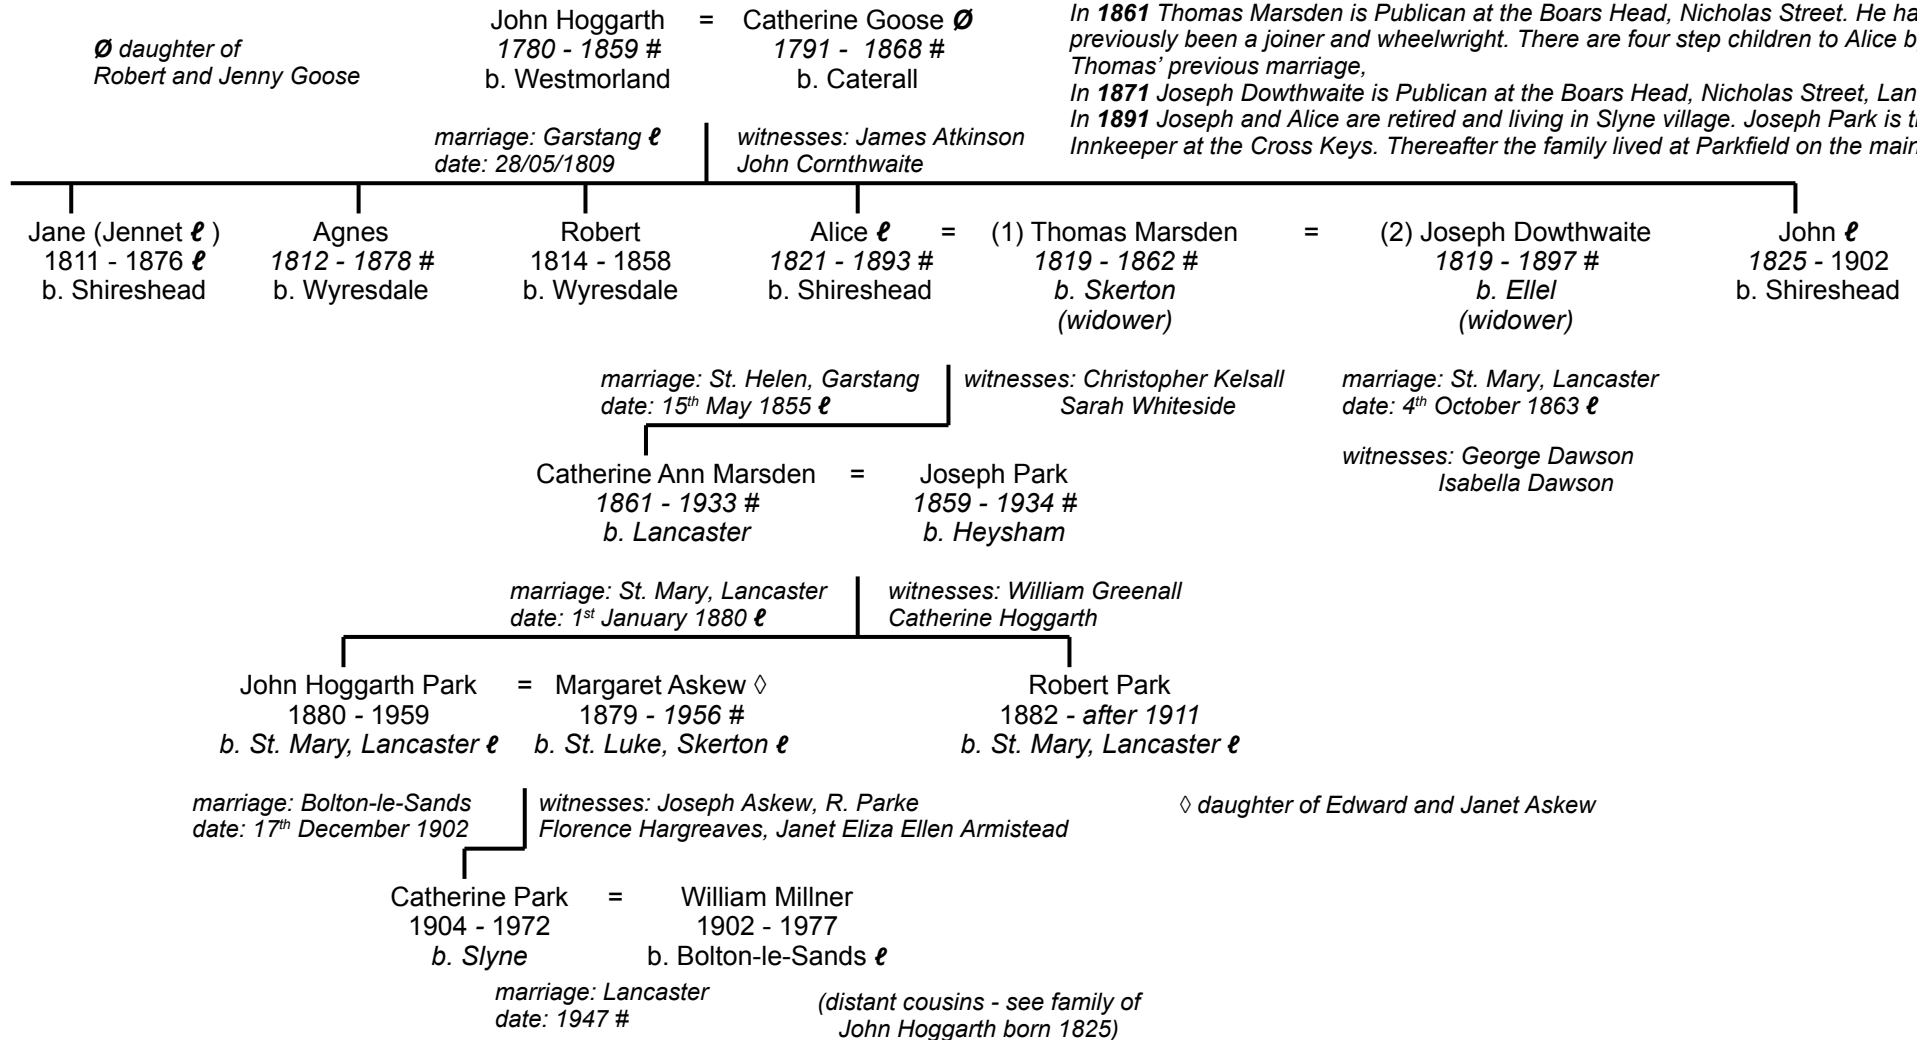 John Hoggarth = Catherine Goose Ø
1780 - 1859 # 1791 - 1868 #
b. Westmorland b. Caterall
Ø daughter of
Robert and Jenny Goose
In 1861 Thomas Marsden is Publican at the Boars Head, Nicholas Street. He ha
previously been a joiner and wheelwright. There are four step children to Alice b
Thomas' previous marriage,
In 1871 Joseph Dowthwaite is Publican at the Boars Head, Nicholas Street, Lan
In 1891 Joseph and Alice are retired and living in Slyne village. Joseph Park is t
Innkeeper at the Cross Keys. Thereafter the family lived at Parkfield on the main
marriage: Garstang ℓ witnesses: James Atkinson
date: 28/05/1809 John Cornthwaite
Jane (Jennet ℓ ) Agnes Robert Alice ℓ = (1) Thomas Marsden = (2) Joseph Dowthwaite John ℓ
1811 - 1876 ℓ 1812 - 1878 # 1814 - 1858 1821 - 1893 # 1819 - 1862 # 1819 - 1897 # 1825 - 1902
b. Shireshead b. Wyresdale b. Wyresdale b. Shireshead b. Skerton b. Ellel b. Shireshead
(widower) (widower)
marriage: St. Helen, Garstang witnesses: Christopher Kelsall marriage: St. Mary, Lancaster
date: 15th May 1855 ℓ Sarah Whiteside date: 4th October 1863 ℓ
witnesses: George Dawson
Isabella Dawson
Catherine Ann Marsden = Joseph Park
1861 - 1933 # 1859 - 1934 #
b. Lancaster b. Heysham
marriage: St. Mary, Lancaster witnesses: William Greenall
date: 1st January 1880 ℓ Catherine Hoggarth
John Hoggarth Park = Margaret Askew ◊ Robert Park
1880 - 1959 1879 - 1956 # 1882 - after 1911
b. St. Mary, Lancaster ℓ b. St. Luke, Skerton ℓ b. St. Mary, Lancaster ℓ
marriage: Bolton-le-Sands witnesses: Joseph Askew, R. Parke ◊ daughter of Edward and Janet Askew
date: 17th December 1902 Florence Hargreaves, Janet Eliza Ellen Armistead
Catherine Park = William Millner
1904 - 1972 1902 - 1977
b. Slyne b. Bolton-le-Sands ℓ
marriage: Lancaster (distant cousins - see family of
date: 1947 # John Hoggarth born 1825)